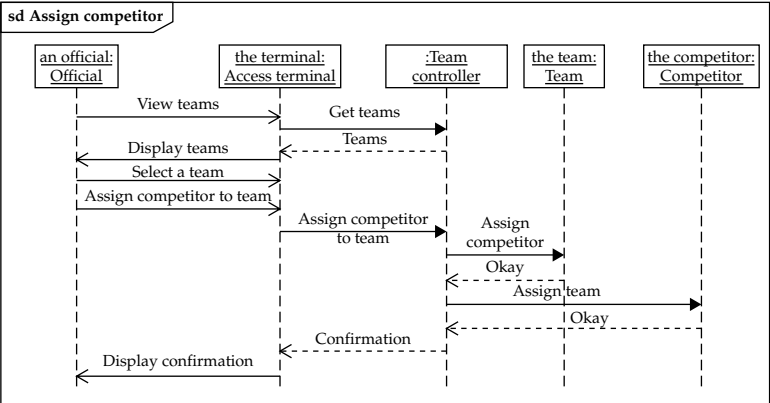 sd Assign competitor
an official:
Official
the terminal:
Access terminal
:Team
controller
the team:
Team
the competitor:
Competitor
View teams
Get teams
Teams
Display teams
Select a team
Assign competitor to team
Assign competitor
to team
Assign
competitor
Okay
Assign team
Okay
Confirmation
Display confirmation